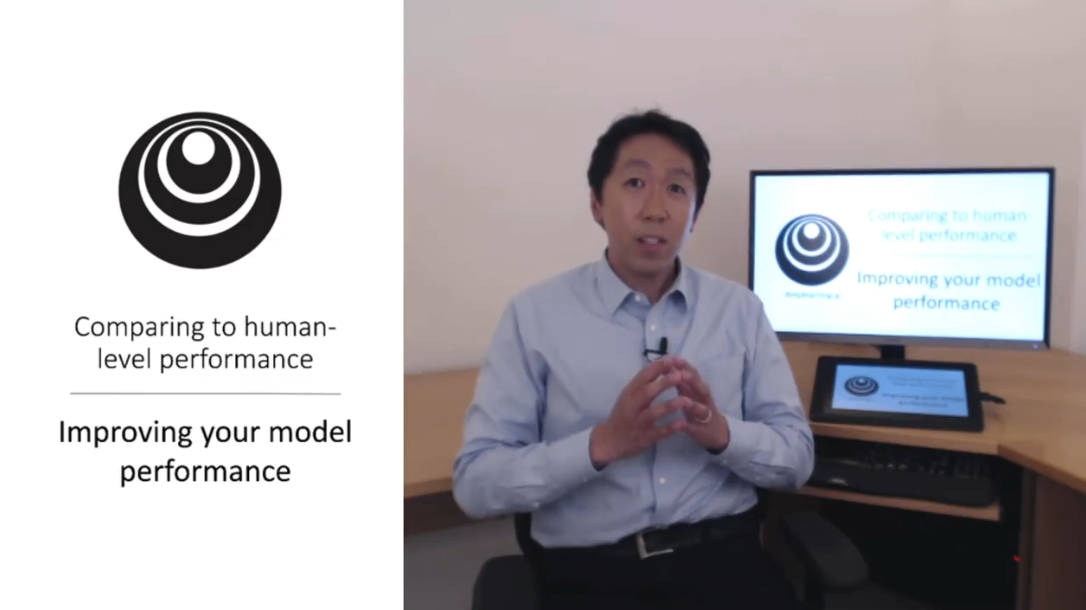 Comparing to human-
level performance
Improving your model
performance
Comparing to human-
level performance
Improving your model
performance